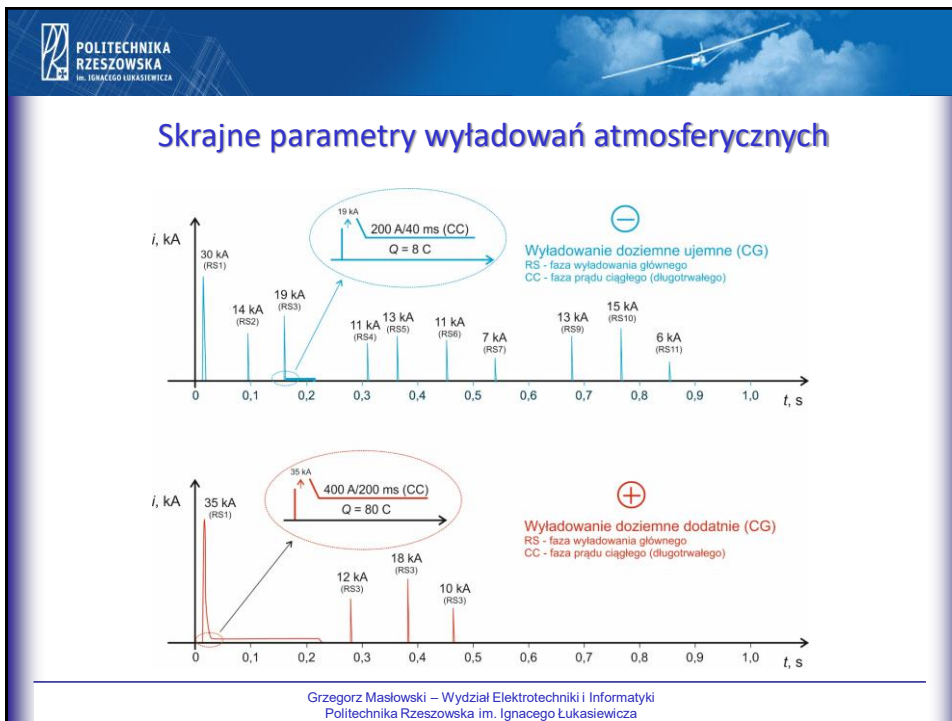 POLITECHNIKA
RZESZOWSKA
im. IGNACEGO ŁUKASIEWICZA
Skrajne parametry wyładowań atmosferycznych
i, kA
30 kA
(RS1)
14 kA
(RS2)
19 kA
(RS3)
19 kA
200 A/40 ms (CC)
Q = 8 C
11 kA
(RS4)
13 kA
(RS5)
11 kA
(RS6)
7 kA
(RS7)
13 kA
(RS9)
15 kA
(RS10)
6 kA
(RS11)
Wyładowanie doziemne ujemne (CG)
RS - faza wyładowania głównego
CC - faza prądu ciągłego (długotrwałego)
0 0,1 0,2 0,3 0,4 0,5 0,6 0,7 0,8 0,9 1,0
t, s
i, kA
35 kA
(RS1)
35 kA
400 A/200 ms (CC)
Q = 80 C
12 kA
(RS3)
18 kA
(RS3)
10 kA
(RS3)
Wyładowanie doziemne dodatnie (CG)
RS - faza wyładowania głównego
CC - faza prądu ciągłego (długotrwałego)
0 0,1 0,2 0,3 0,4 0,5 0,6 0,7 0,8 0,9 1,0
t, s
Grzegorz Masłowski – Wydział Elektrotechniki i Informatyki
Politechnika Rzeszowska im. Ignacego Łukasiewicza